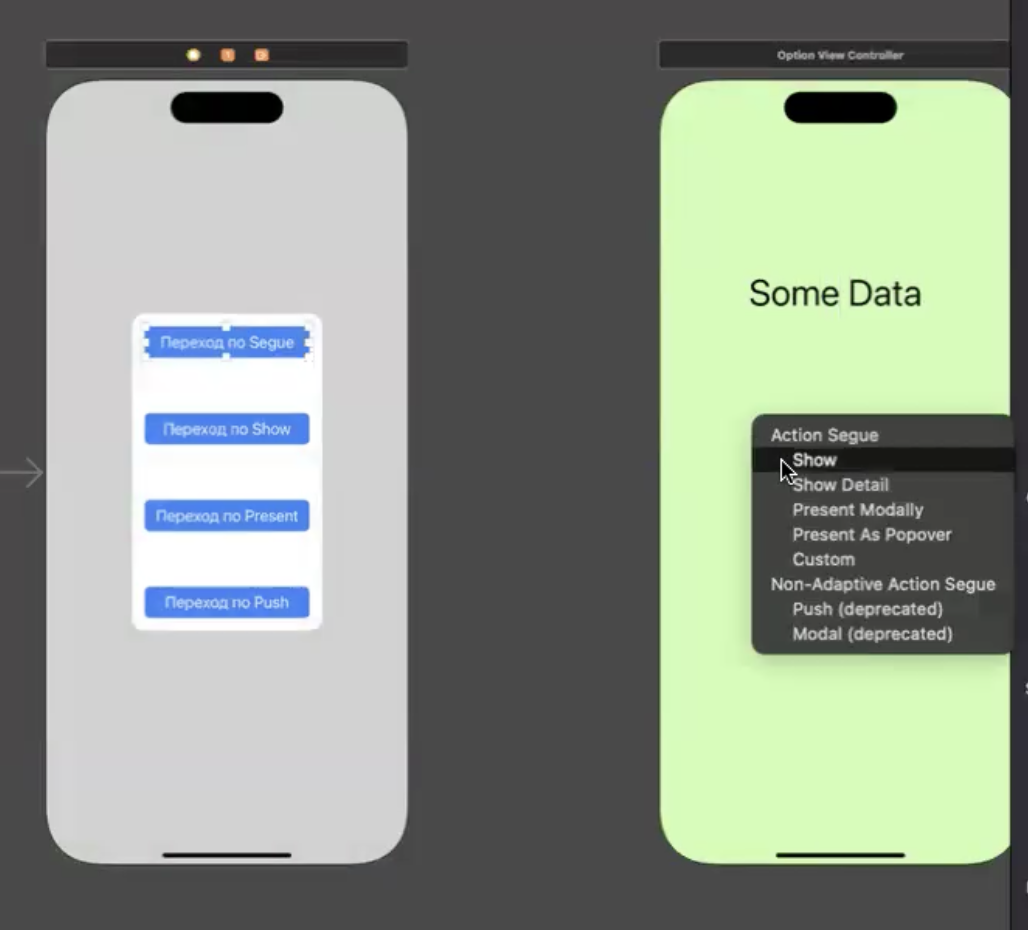 Option View Controller
Переход по Segue
Переход по Show
Переход по Present
Переход по Push
Some Data
Action Segue
Show
Show Detail
Present Modally
Present As Popover
Custom
Non-Adaptive Action Segue
Push (deprecated)
Modal (deprecated)